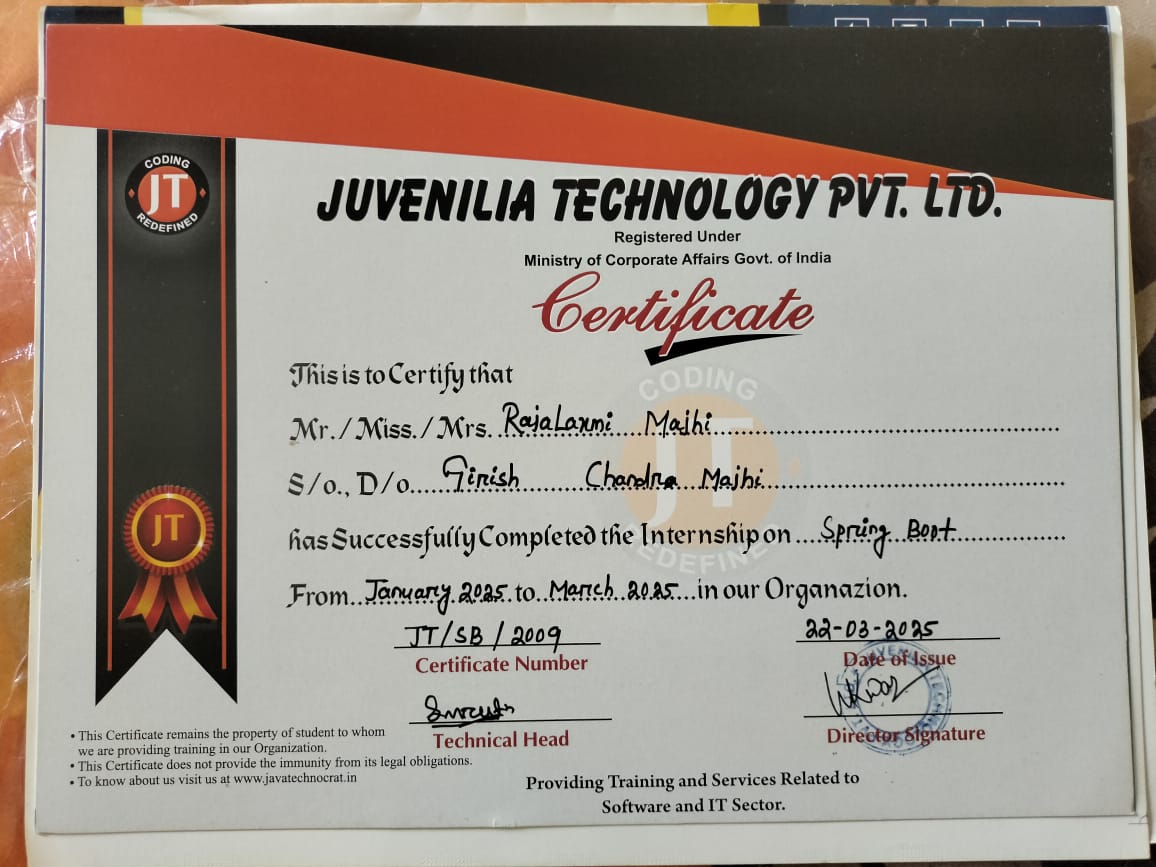 CODING
JT
REDEFINED
JUVENILIA TECHNOLOGY PVT. LTD.
Registered Under
Ministry of Corporate Affairs Govt. of India
Certificate
This is to Certify that
Mr./Miss./Mrs. RajaLaxmi Majhi
S/o., D/o. Girish Chandra Majhi
has Successfully Completed the Internship on Spring Boot
From January 2025 to March 2025 in our Organazion.
JT
CODING
JT
REDEFINED
JT/SB/2009
Certificate Number
22-03-2025
Date of Issue
Technical Head
Director Signature
• This Certificate remains the property of student to whom
we are providing training in our Organization.
• This Certificate does not provide the immunity from its legal obligations.
• To know about us visit us at www.javatechnocrat.in
Providing Training and Services Related to
Software and IT Sector.